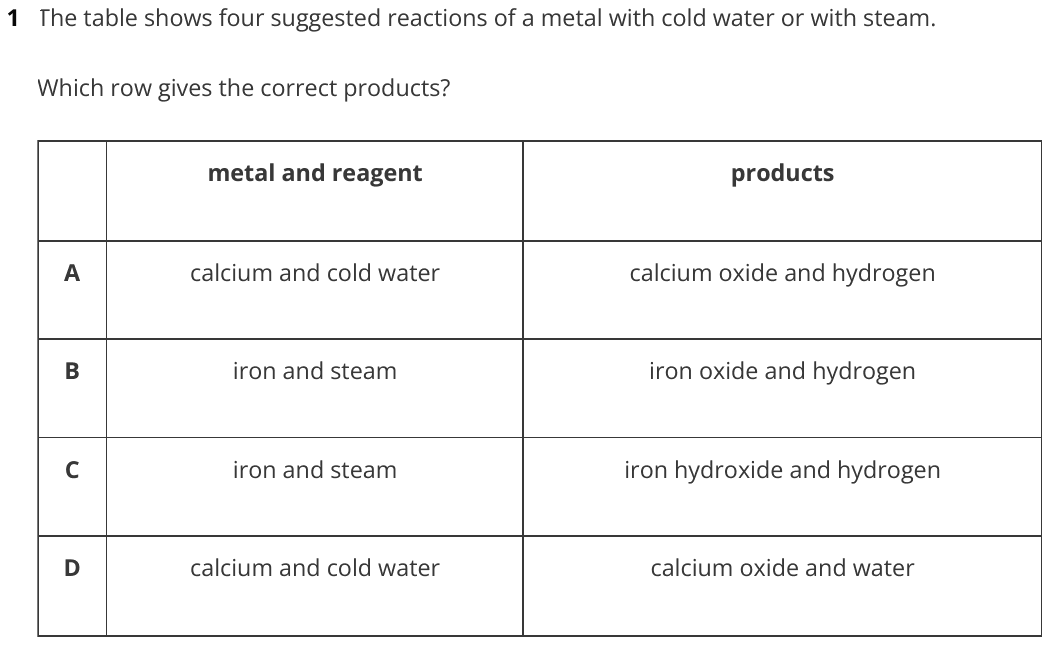 1 The table shows four suggested reactions of a metal with cold water or with steam.
Which row gives the correct products?
metal and reagent products
A calcium and cold water calcium oxide and hydrogen
B iron and steam iron oxide and hydrogen
C iron and steam iron hydroxide and hydrogen
D calcium and cold water calcium oxide and water